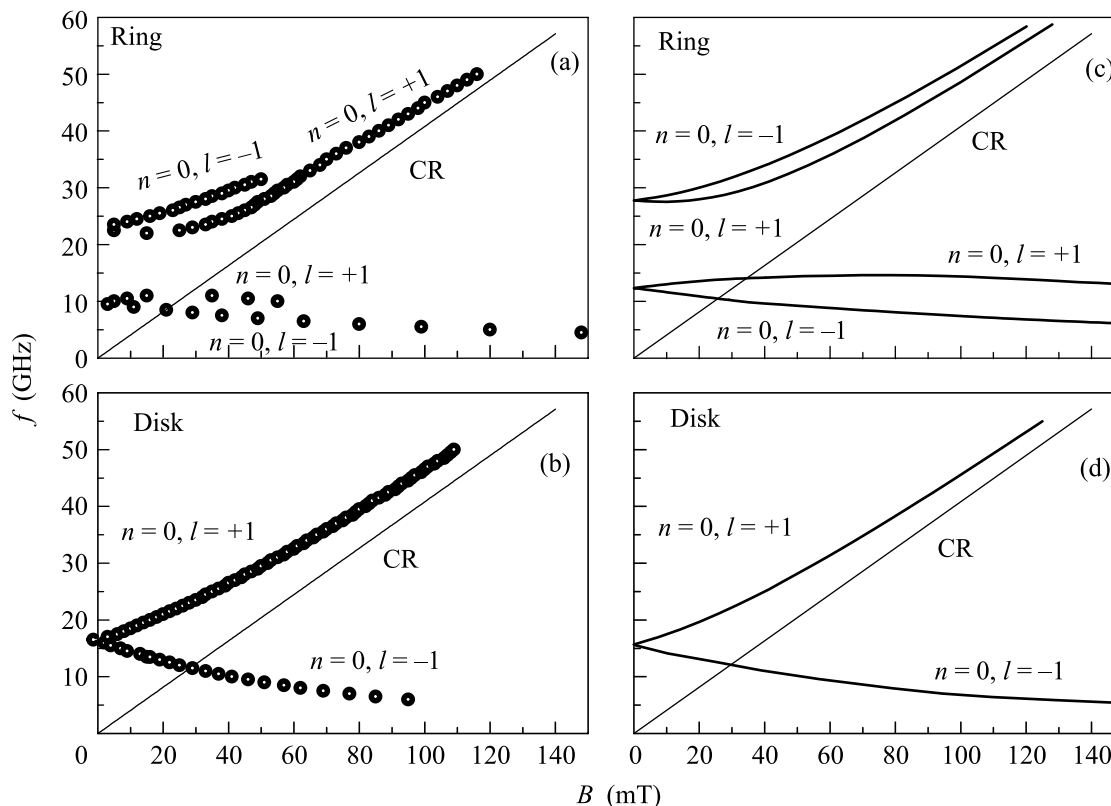 60
50
40
30
20
10
0
Ring
(a)
n = 0, l = +1
n = 0, l = –1
CR
n = 0, l = +1
n = 0, l = –1
Ring
(c)
n = 0, l = –1
CR
n = 0, l = +1
n = 0, l = +1
n = 0, l = –1
f (GHz)
60
50
40
30
20
10
Disk
(b)
n = 0, l = +1
CR
n = 0, l = –1
0 20 40 60 80 100 120 140
Disk
(d)
n = 0, l = +1
CR
n = 0, l = –1
0 20 40 60 80 100 120 140
B (mT)